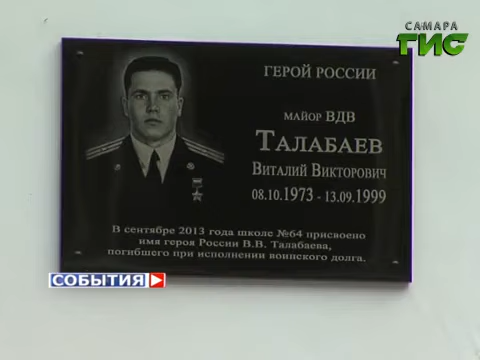 САМАРА
ГИС
ГЕРОЙ РОССИИ
МАЙОР ВДВ
ТАЛАБАЕВ
ВИТАЛИЙ ВИКТОРОВИЧ
08.10.1973 - 13.09.1999
В сентябре 2013 года школе №64 присвоено
имя героя России В.В. Талабаева,
погибшего при исполнении воинского долга.
СОБЫТИЯ